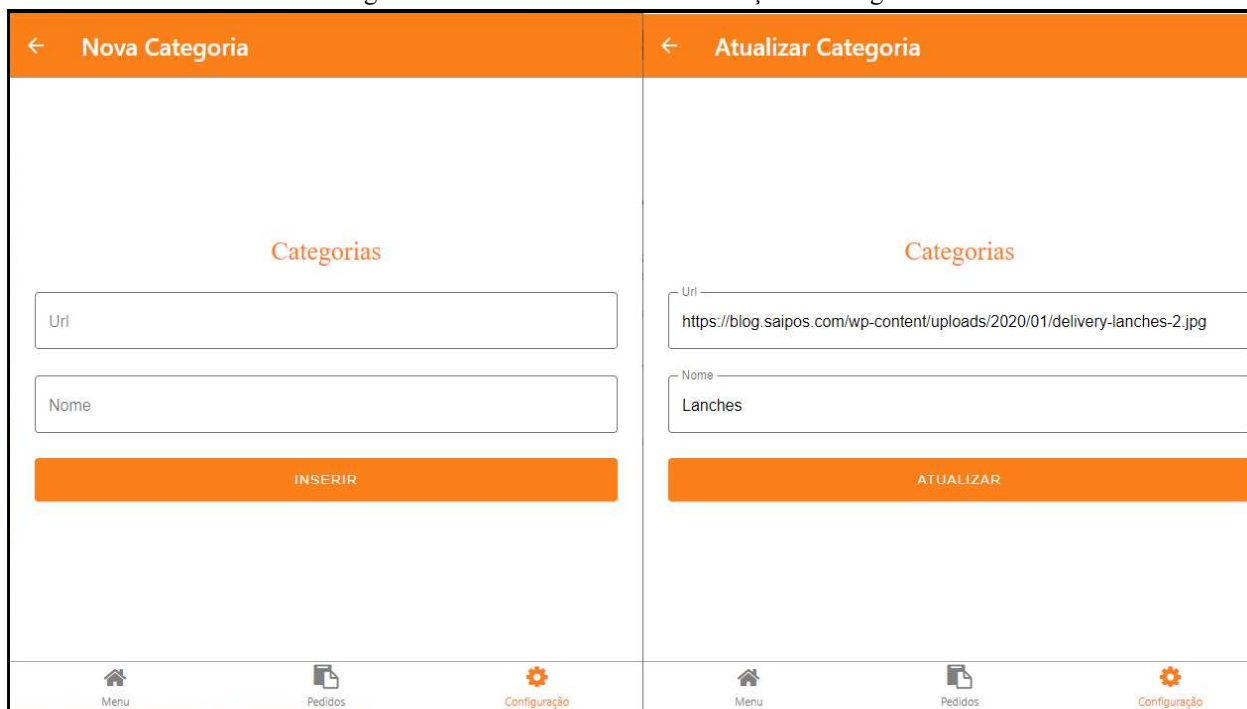 Nova Categoria
Categorias
Url
Nome
INSERIR
Menu
Pedidos
Configuração
Atualizar Categoria
Categorias
Url
https://blog.saipos.com/wp-content/uploads/2020/01/delivery-lanches-2.jpg
Nome
Lanches
ATUALIZAR
Menu
Pedidos
Configuração